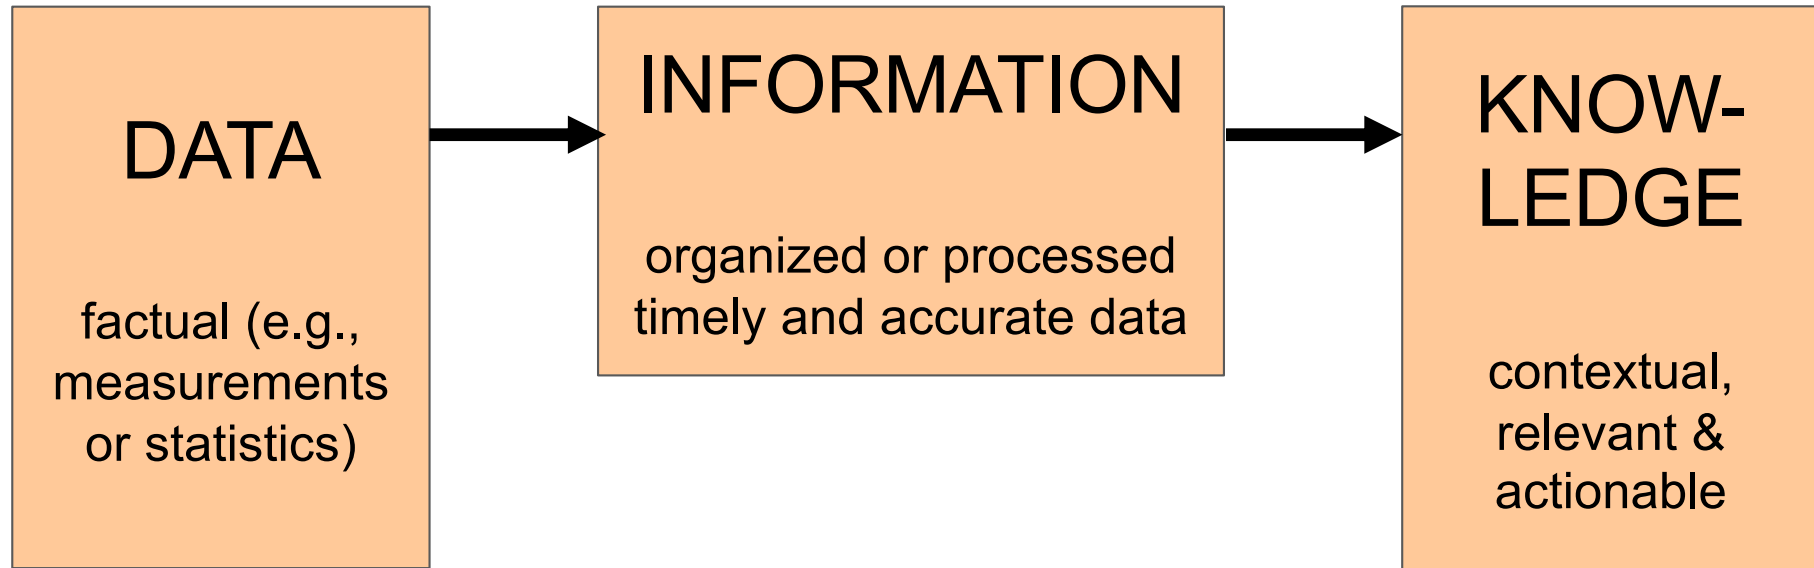 DATA
factual (e.g.,
measurements
or statistics)
INFORMATION
organized or processed
timely and accurate data
KNOW-
LEDGE
contextual,
relevant &
actionable